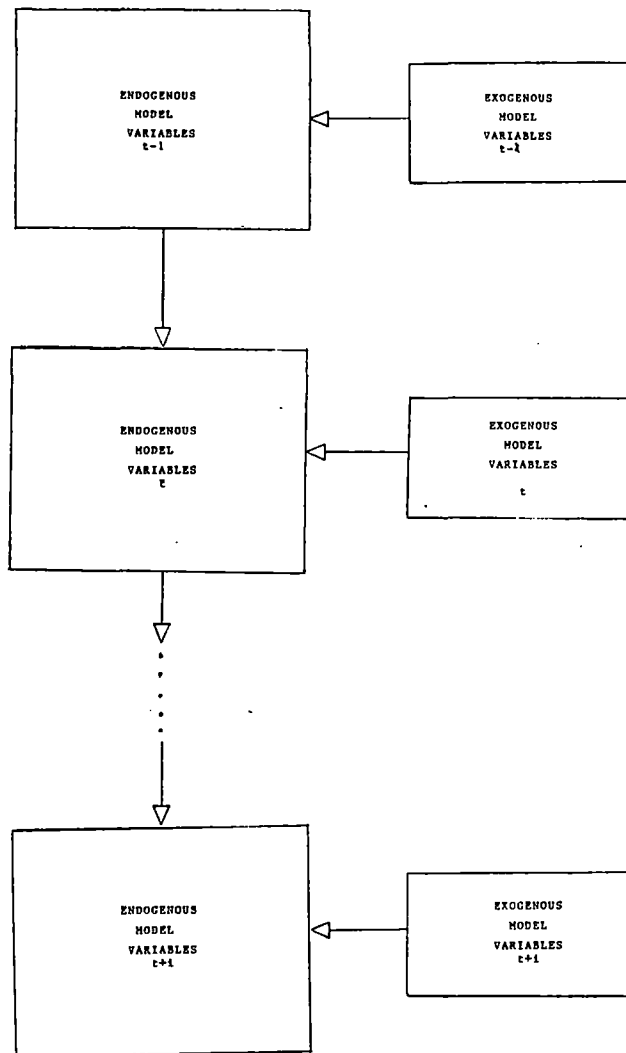 ENDOGENOUS
MODEL
VARIABLES
t-1
EXOGENOUS
MODEL
VARIABLES
ENDOGENOUS
MODEL
VARIABLES
t
EXOGENOUS
MODEL
VARIABLES
t
ENDOGENOUS
MODEL
VARIABLES
t+i
EXOGENOUS
MODEL
VARIABLES
t+i